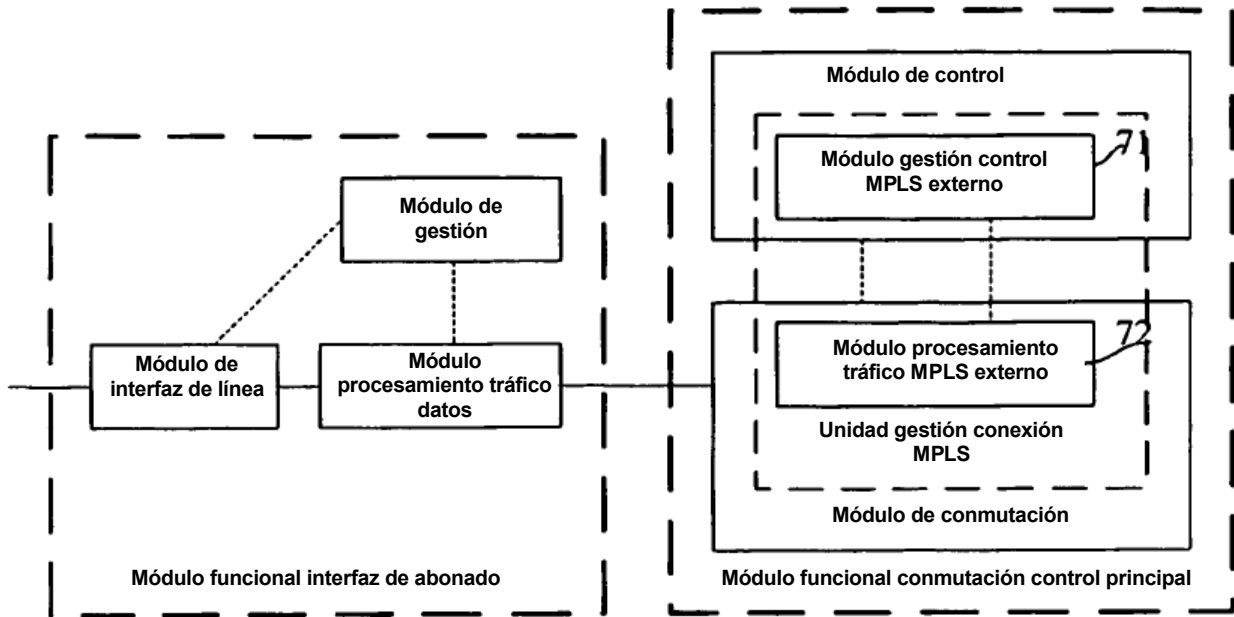 Módulo de
gestión
Módulo de
interfaz de línea
Módulo
procesamiento tráfico
datos
Módulo funcional interfaz de abonado
Módulo de control
Módulo gestión control
MPLS externo
71
Módulo procesamiento
tráfico MPLS externo
72
Unidad gestión conexión
MPLS
Módulo de conmutación
Módulo funcional conmutación control principal